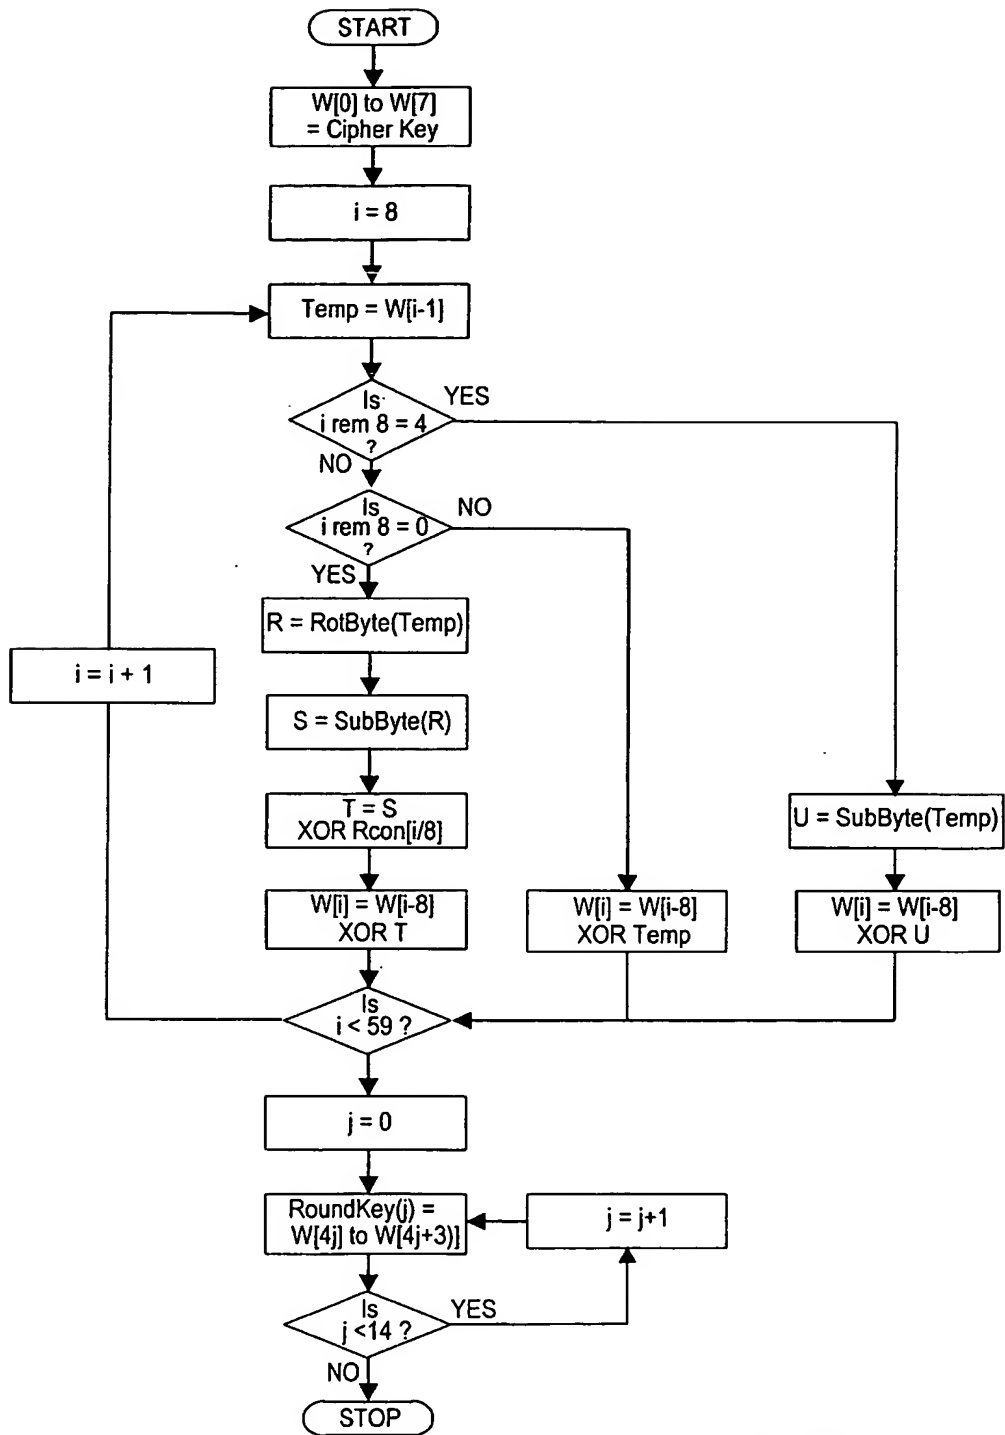 START
W[0] to W[7]
= Cipher Key
i = 8
Temp = W[i-1]
Is
i rem 8 = 4
?
YES
NO
Is
i rem 8 = 0
?
NO
YES
R = RotByte(Temp)
i = i + 1
S = SubByte(R)
T = S
XOR Rcon[i/8]
U = SubByte(Temp)
W[i] = W[i-8]
XOR T
W[i] = W[i-8]
XOR Temp
W[i] = W[i-8]
XOR U
Is
i < 59 ?
j = 0
RoundKey(j) =
W[4j] to W[4j+3)]
j = j+1
Is
j <14 ?
YES
NO
STOP